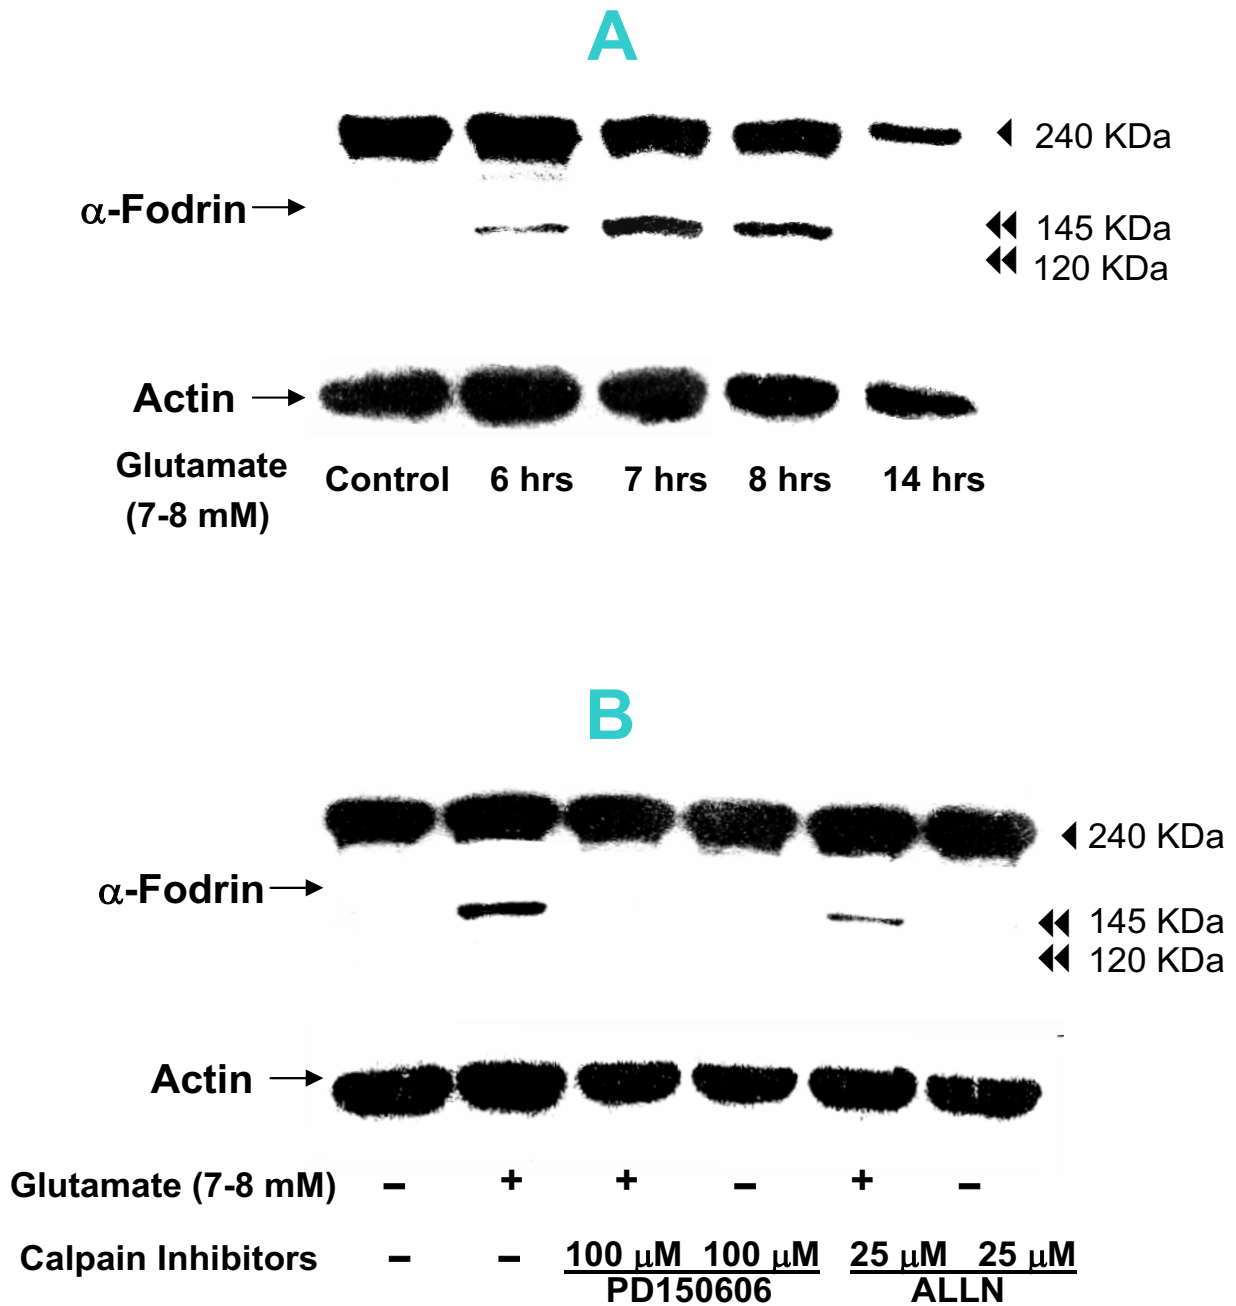 A
240 KDa
α-Fodrin
145 KDa
120 KDa
Actin
Glutamate
(7-8 mM)
Control 6 hrs 7 hrs 8 hrs 14 hrs
B
240 KDa
α-Fodrin
145 KDa
120 KDa
Actin
Glutamate (7-8 mM) – + + – + –
Calpain Inhibitors – – 100 μM 100 μM 25 μM 25 μM
PD150606 ALLN